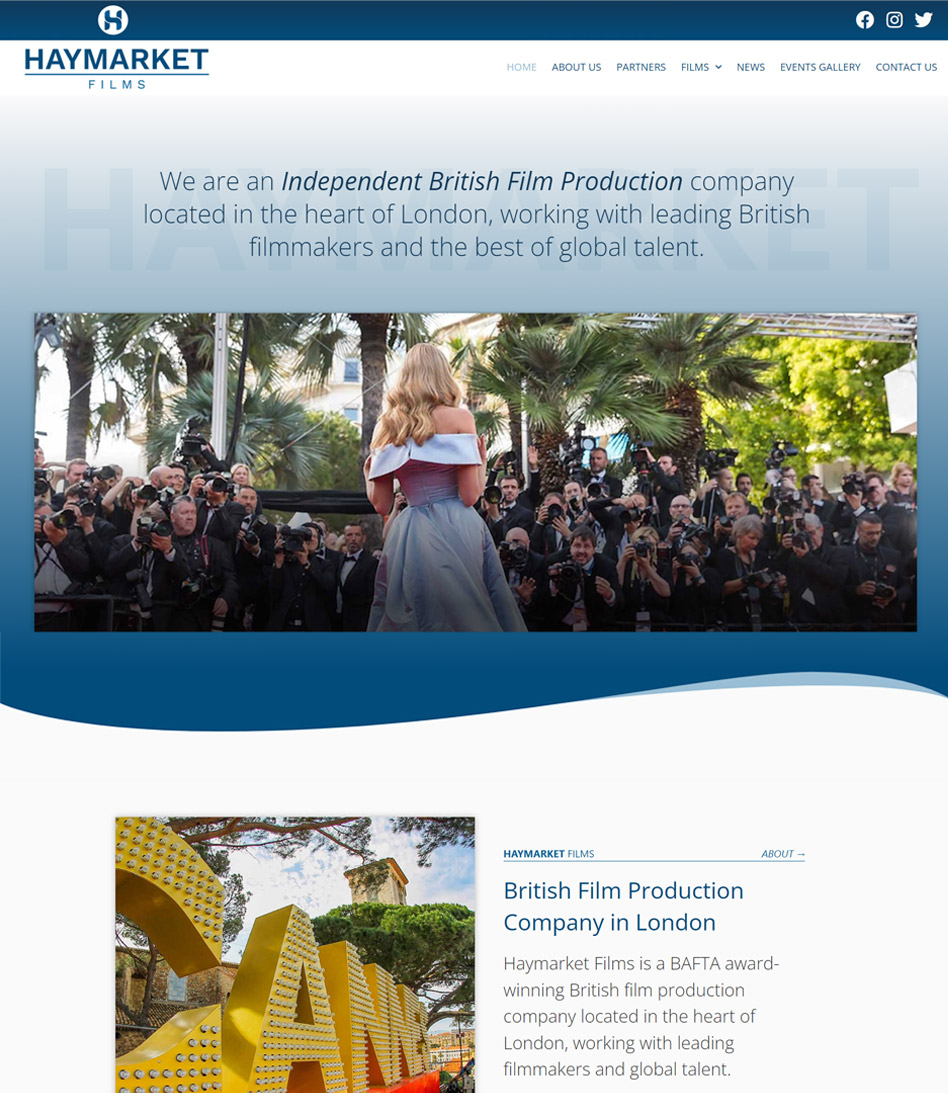 H
HAYMARKET
FILMS
HOME ABOUT US PARTNERS FILMS NEWS EVENTS GALLERY CONTACT US
HAYMARKET
We are an Independent British Film Production company
located in the heart of London, working with leading British
filmmakers and the best of global talent.
HAYMARKET FILMS ABOUT →
British Film Production
Company in London
Haymarket Films is a BAFTA award-
winning British film production
company located in the heart of
London, working with leading
filmmakers and global talent.
CANNES